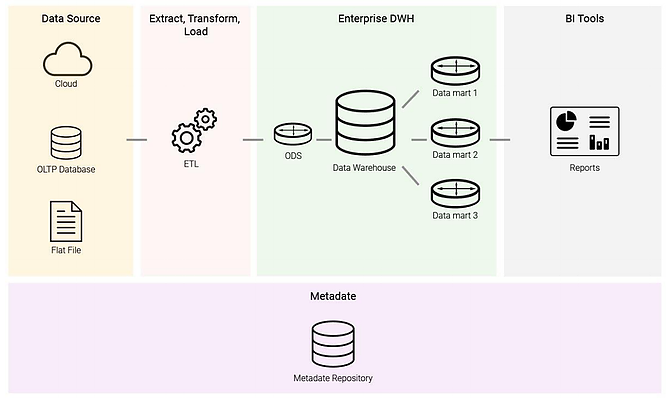 Data Source
Cloud
OLTP Database
Flat File
Extract, Transform,
Load
ETL
Enterprise DWH
ODS
Data Warehouse
Data mart 1
Data mart 2
Data mart 3
BI Tools
Reports
Metadate
Metadate Repository